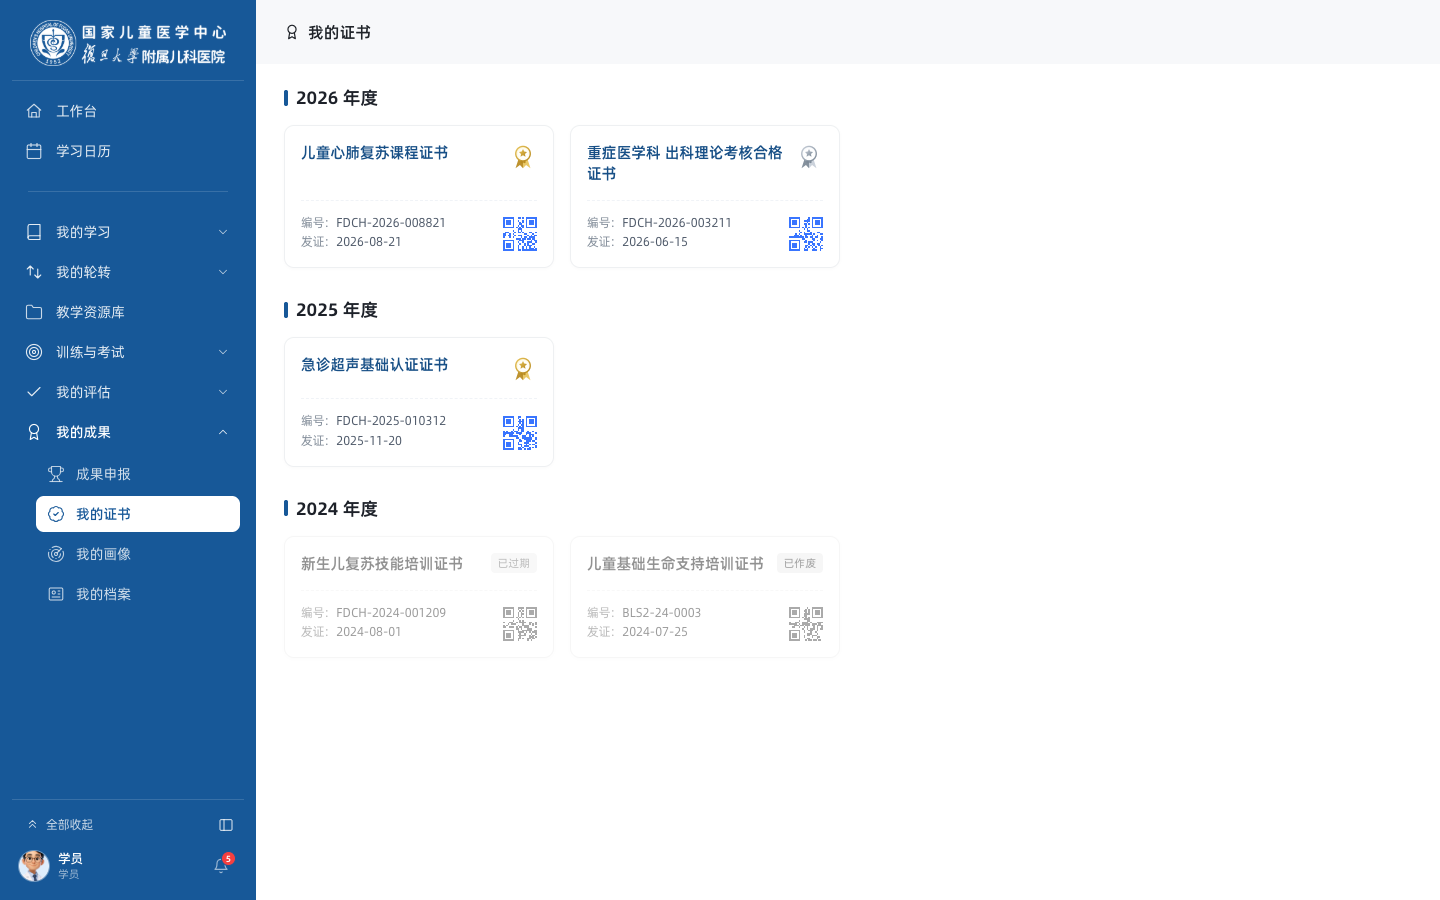 国家儿童医学中心
復旦大学附属儿科医院
工作台
学习日历
我的学习
我的轮转
教学资源库
训练与考试
我的评估
我的成果
成果申报
我的证书
我的画像
我的档案
全部收起
学员
学员
5
我的证书
2026 年度
儿童心肺复苏课程证书
编号: FDCH-2026-008821
发证: 2026-08-21
重症医学科 出科理论考核合格
证书
编号: FDCH-2026-003211
发证: 2026-06-15
2025 年度
急诊超声基础认证证书
编号: FDCH-2025-010312
发证: 2025-11-20
2024 年度
新生儿复苏技能培训证书
已过期
编号: FDCH-2024-001209
发证: 2024-08-01
儿童基础生命支持培训证书
已作废
编号: BLS2-24-0003
发证: 2024-07-25